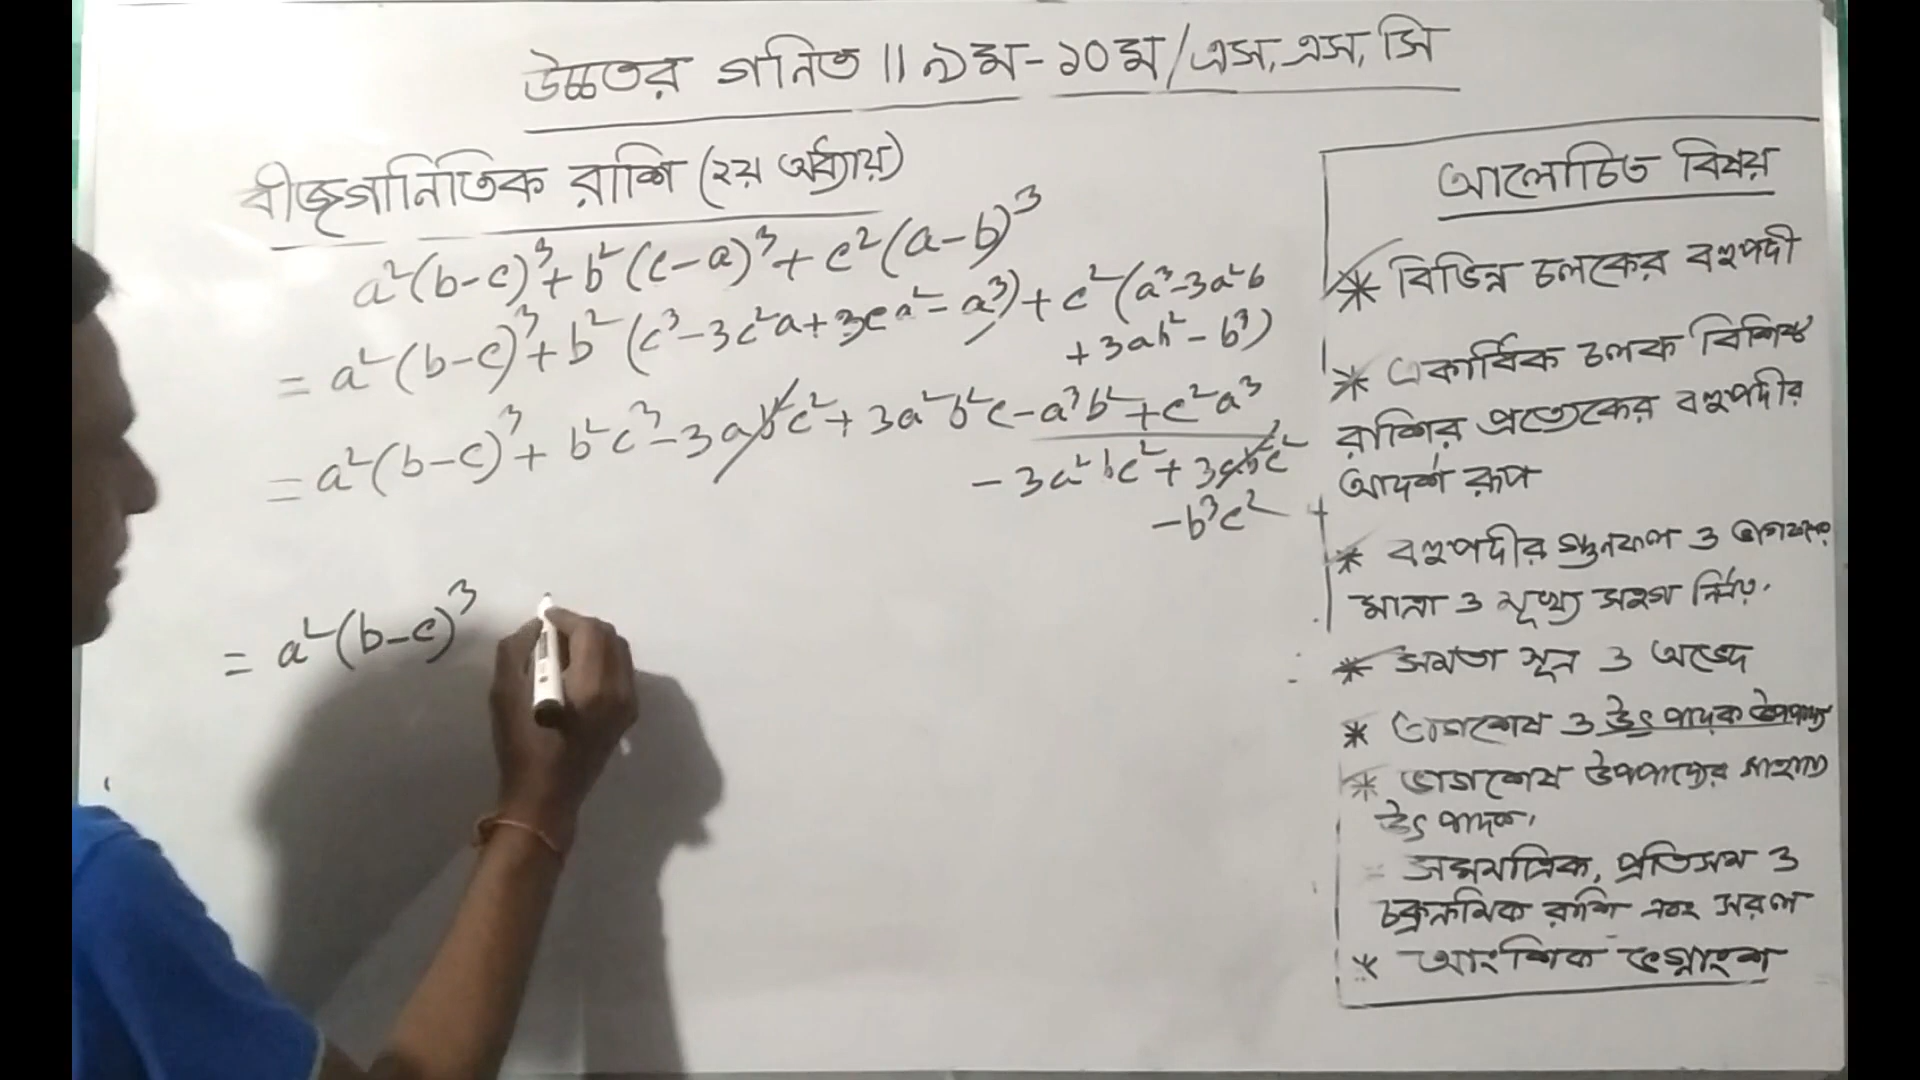 উচ্চতর গনিত || ৯ম-১০ম/এস,এস,সি
বীজগানিতিক রাশি (২য় অধ্যায়)
a²(b-c)³+b²(c-a)³+c²(a-b)³
= a²(b-c)³+b²(c³-3c²a+3ca²-a³)+c²(a³-3a²b
+3ab²-b³)
= a²(b-c)³+b²c³-3ab²c²+3a²b²c-a³b²+c²a³
-3a²bc²+3ab²c²
-b³c²
= a²(b-c)³
আলোচিত বিষয়
* বিভিন্ন চলকের বহুপদী
* একাধিক চলক বিশিষ্ট
রাশির প্রত্যেকের বহুপদীর
আদর্শ রূপ
* বহুপদীর গুনফল ও ভাগফল
মাত্রা ও মূখ্য সহগ নির্ণয়.
* সমতা সূত্র ও অভেদ
* ভাগশেষ ও উৎপাদক উপপাদ্য
* ভাগশেষ উপপাদ্যের সাহায্যে
উৎপাদক.
= সমমাত্রিক, প্রতিসম ও
চক্রক্রমিক রাশি এবং সরল
* আংশিক ভগ্নাংশ